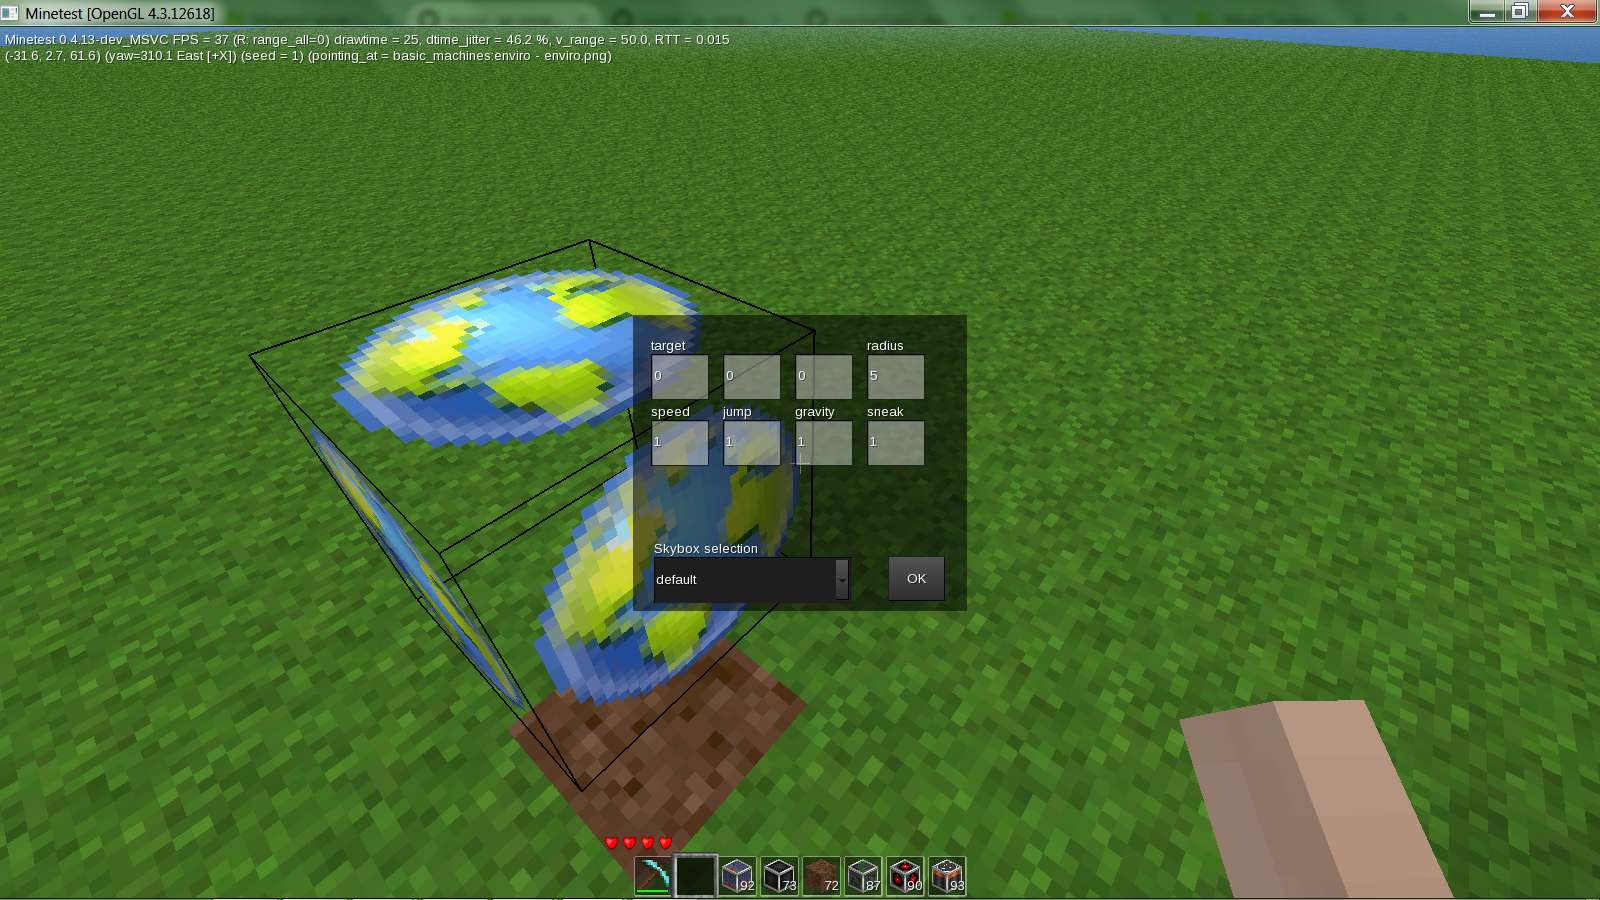 Minetest [OpenGL 4.3.12618]
Minetest 0.4.13-dev_MSVC FPS = 37 (R: range_all=0) drawtime = 25, dtime_jitter = 46.2 %, v_range = 50.0, RTT = 0.015
(-31.6, 2.7, 61.6) (yaw=310.1 East [+X]) (seed = 1) (pointing_at = basic_machines:enviro - enviro.png)
target radius
0 0 0 5
speed jump gravity sneak
1 1 1 1
Skybox selection
default OK
92 73 72 87 90 93